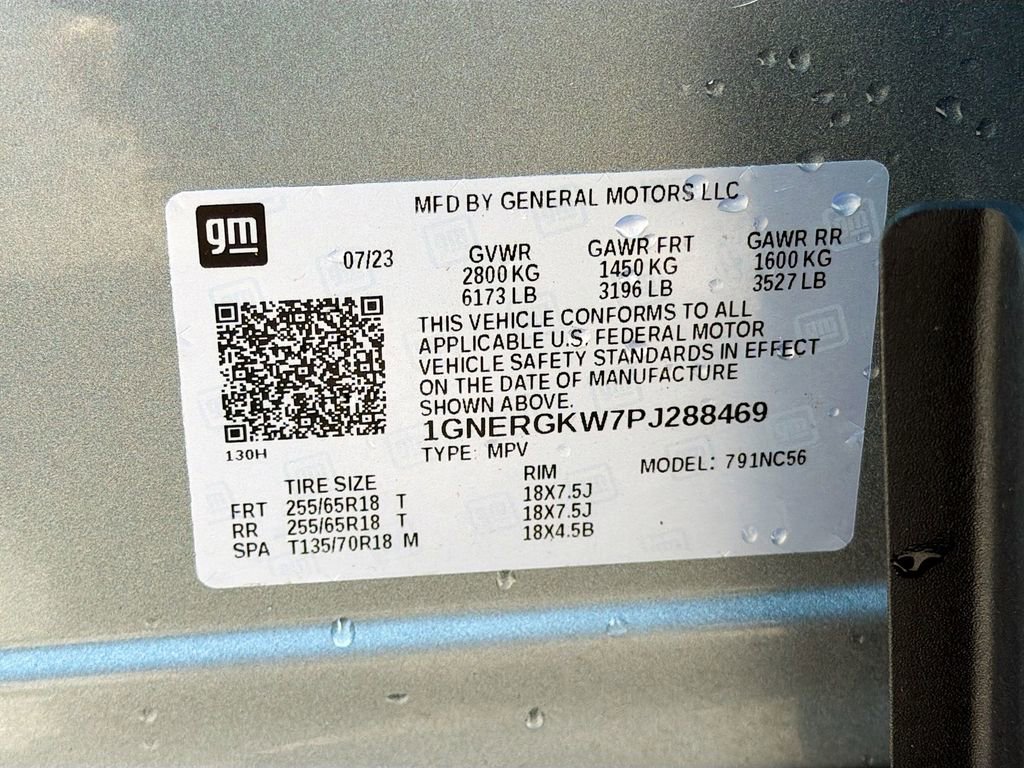 gm
MFD BY GENERAL MOTORS LLC
07/23
GVWR GAWR FRT GAWR RR
2800 KG 1450 KG 1600 KG
6173 LB 3196 LB 3527 LB
THIS VEHICLE CONFORMS TO ALL
APPLICABLE U.S. FEDERAL MOTOR
VEHICLE SAFETY STANDARDS IN EFFECT
ON THE DATE OF MANUFACTURE
SHOWN ABOVE.
1GNERGKW7PJ288469
TYPE: MPV MODEL: 791NC56
130H
TIRE SIZE RIM
FRT 255/65R18 T 18X7.5J
RR 255/65R18 T 18X7.5J
SPA T135/70R18 M 18X4.5B